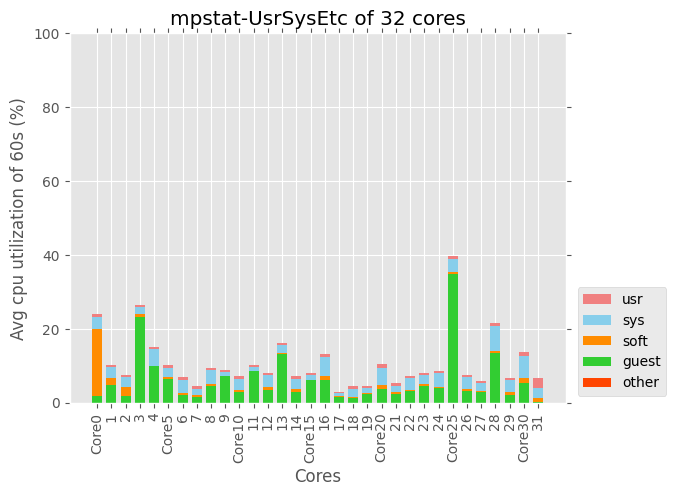 mpstat-UsrSysEtc of 32 cores
Avg cpu utilization of 60s (%)
100
80
60
40
20
0
Core0
1
2
3
4
Core5
6
7
8
9
Core10
11
12
13
14
Core15
16
17
18
19
Core20
21
22
23
24
Core25
26
27
28
29
Core30
31
Cores
usr
sys
soft
guest
other